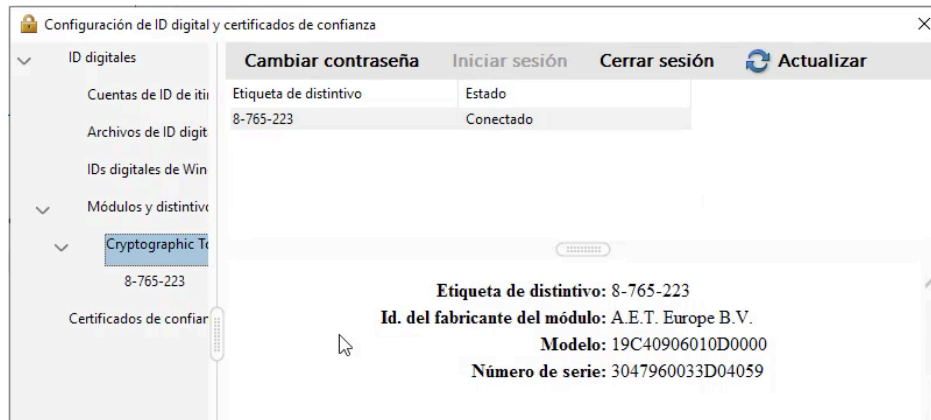 Configuración de ID digital y certificados de confianza
ID digitales
Cuentas de ID de iti
Archivos de ID digit
IDs digitales de Win
Módulos y distintivo
Cryptographic To
8-765-223
Certificados de confian
Cambiar contraseña Iniciar sesión Cerrar sesión Actualizar
Etiqueta de distintivo Estado
8-765-223 Conectado
Etiqueta de distintivo: 8-765-223
Id. del fabricante del módulo: A.E.T. Europe B.V.
Modelo: 19C40906010D0000
Número de serie: 3047960033D04059